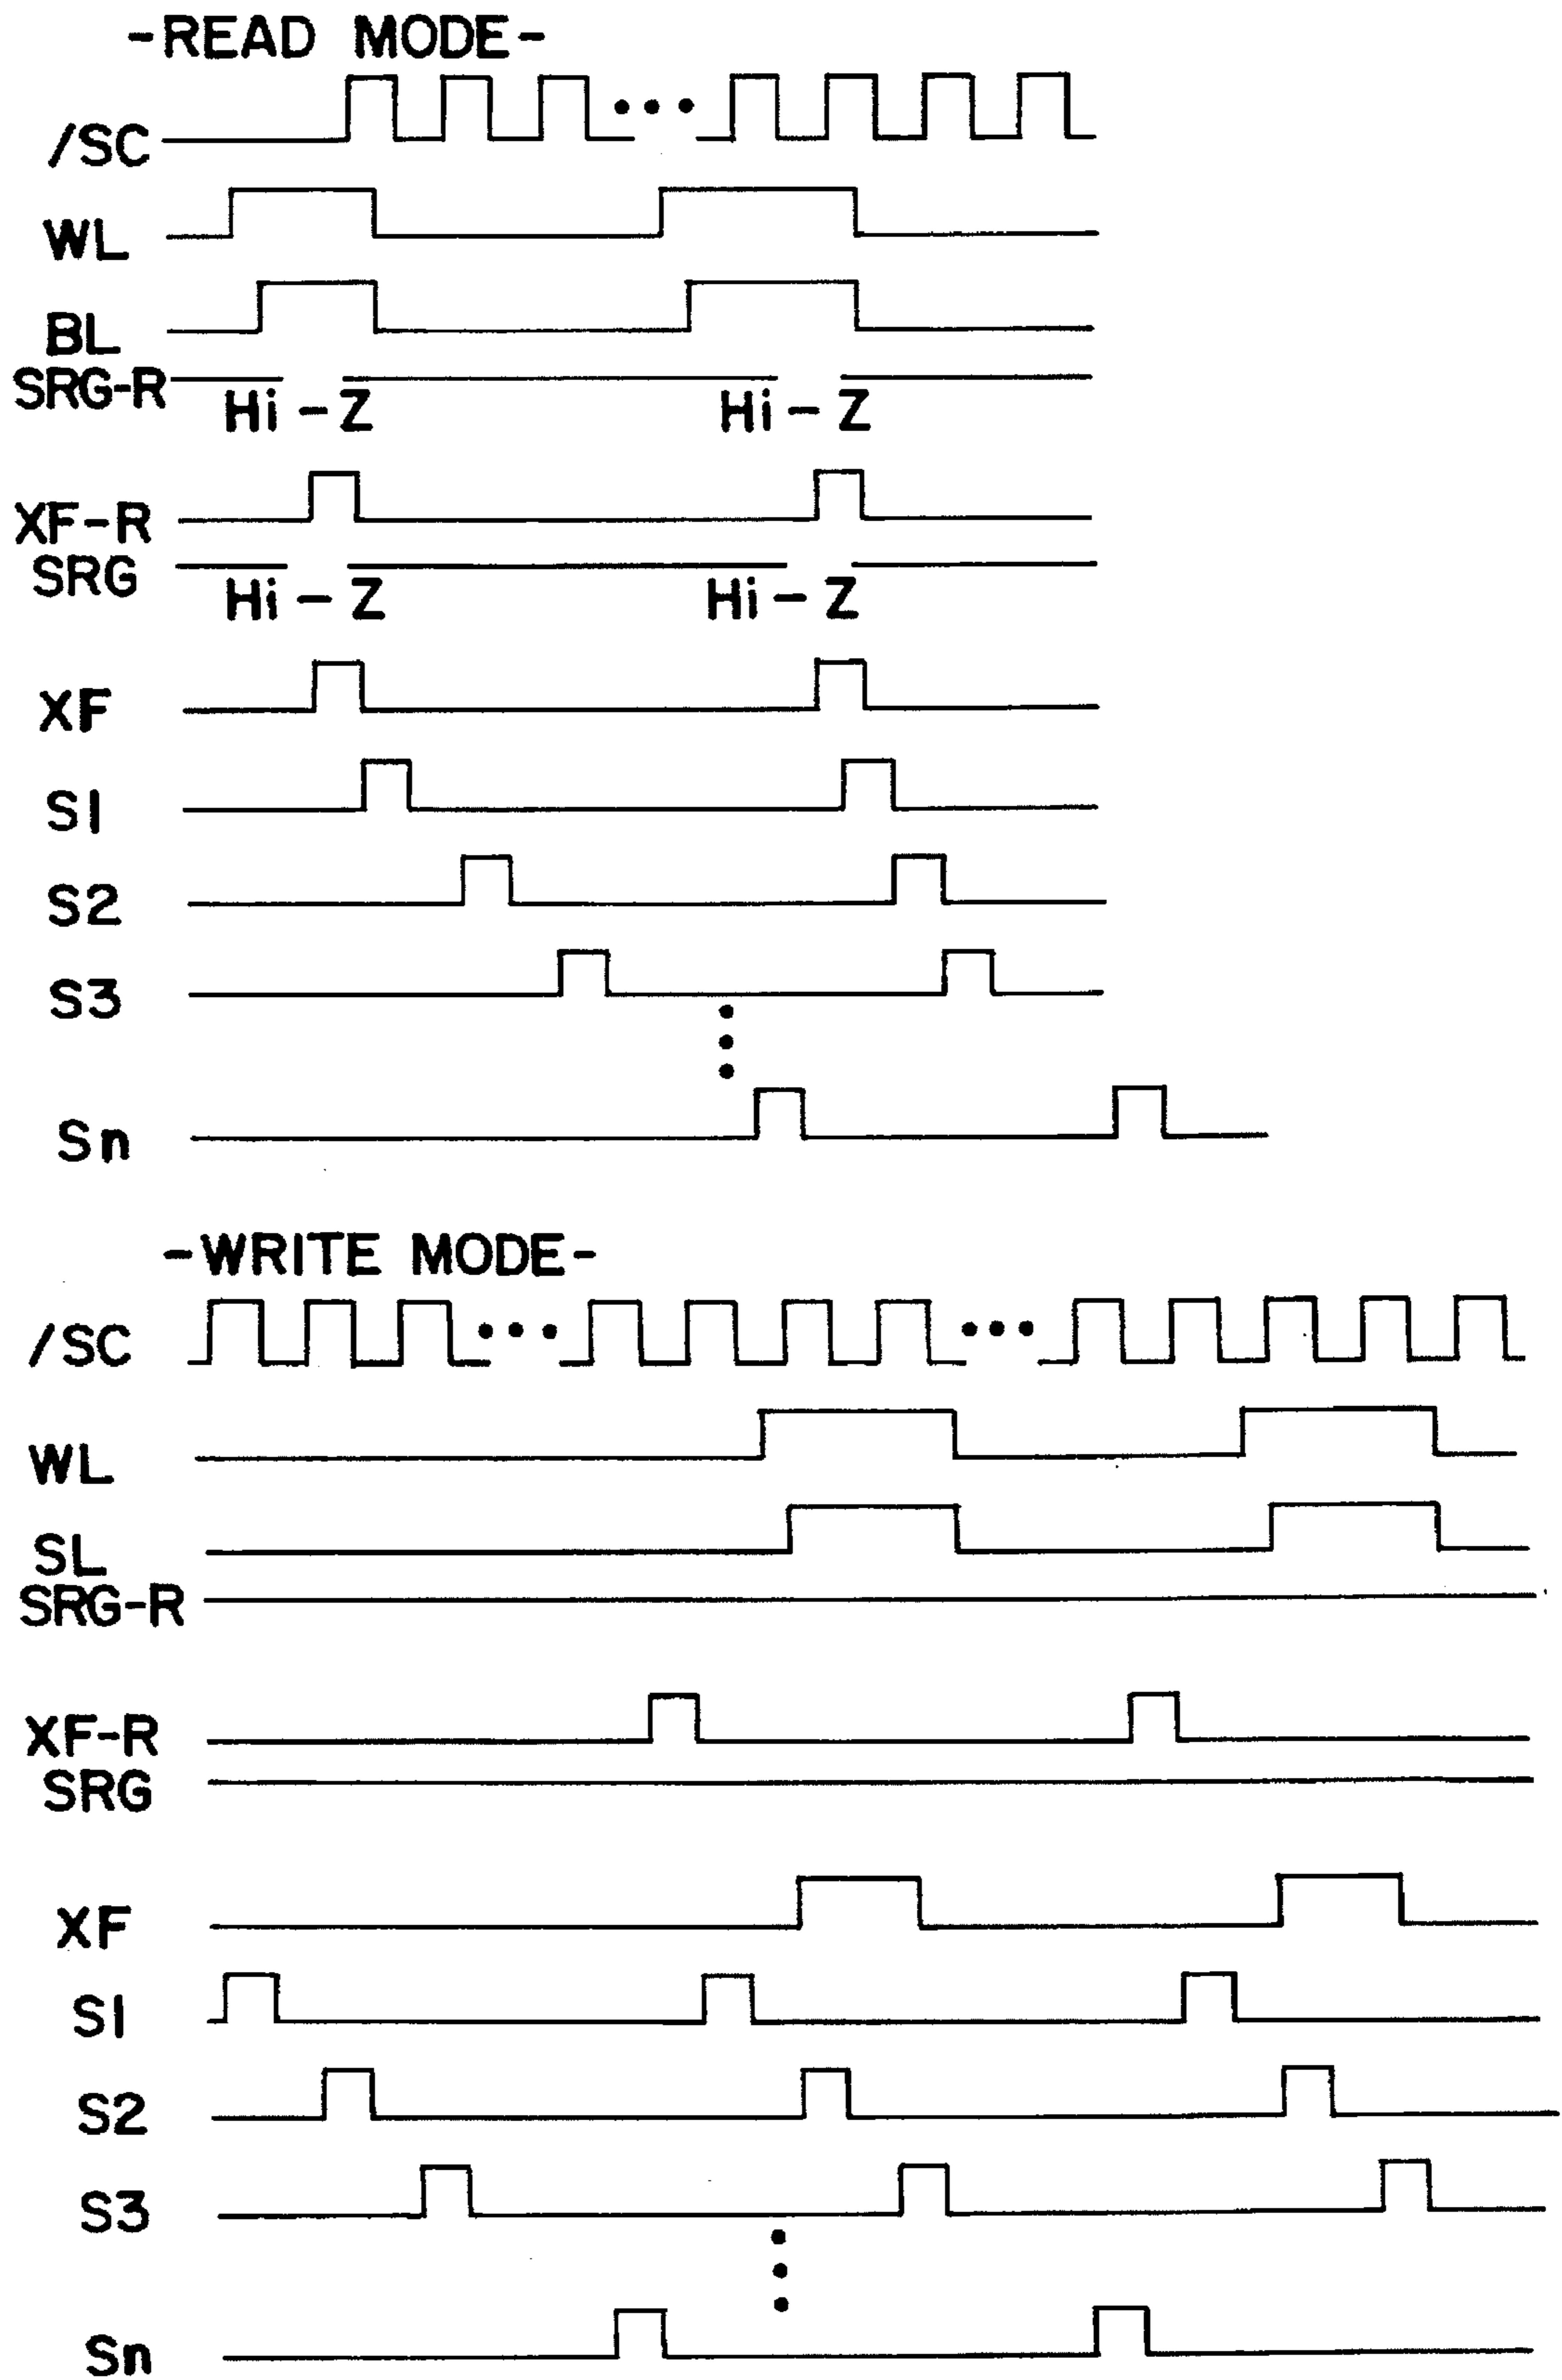 -READ MODE-
/SC
WL
BL
SRG-R
Hi-Z Hi-Z
XF-R
SRG
Hi-Z Hi-Z
XF
S1
S2
S3
Sn
-WRITE MODE-
/SC
WL
SL
SRG-R
XF-R
SRG
XF
S1
S2
S3
Sn